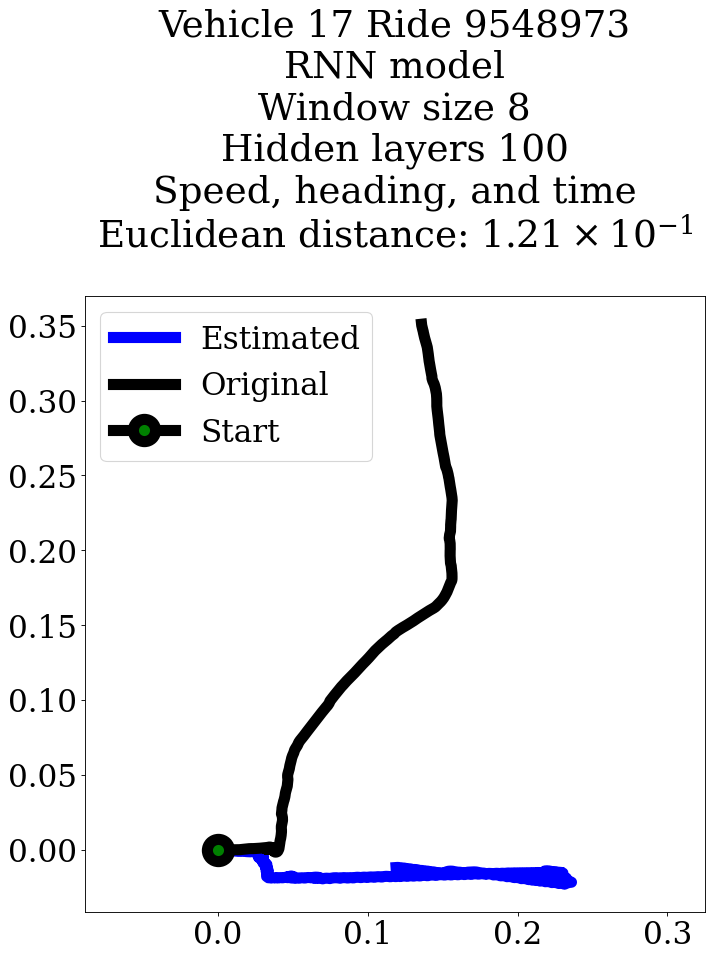 Vehicle 17 Ride 9548973
RNN model
Window size 8
Hidden layers 100
Speed, heading, and time
Euclidean distance: 1.21 × 10⁻¹
Estimated
Original
Start
0.35
0.30
0.25
0.20
0.15
0.10
0.05
0.00
0.0 0.1 0.2 0.3